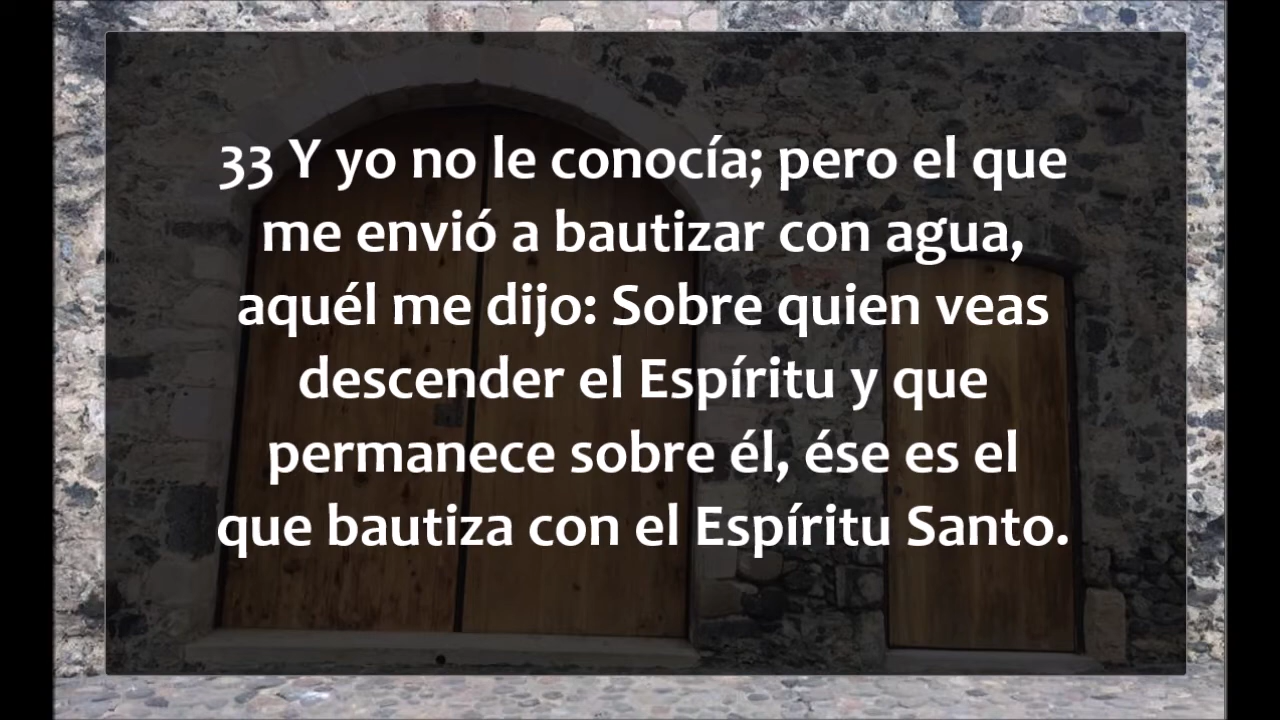 33 Y yo no le conocía; pero el que
me envió a bautizar con agua,
aquél me dijo: Sobre quien veas
descender el Espíritu y que
permanece sobre él, ése es el
que bautiza con el Espíritu Santo.